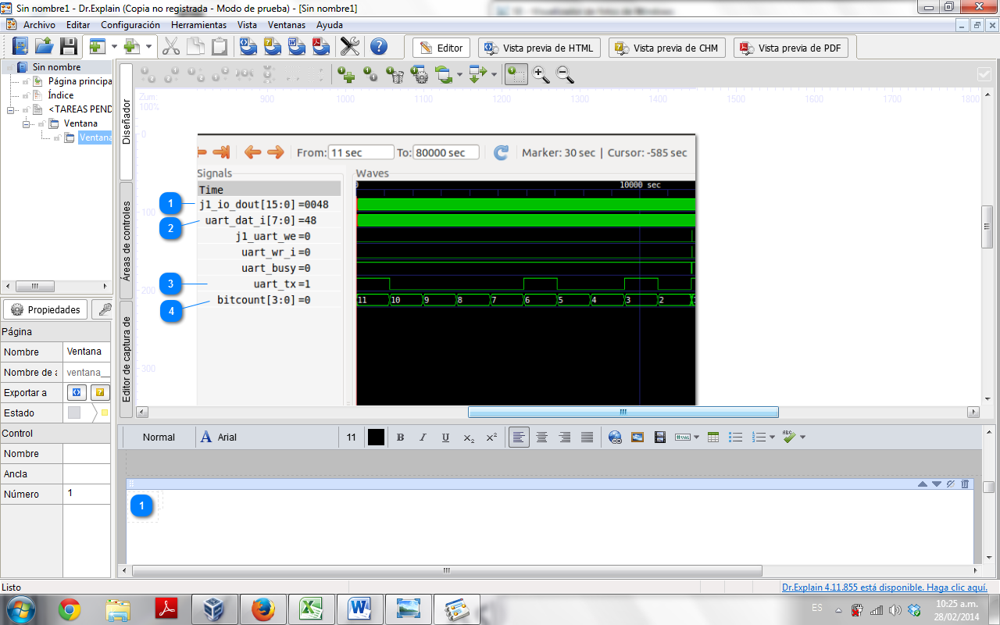 Sin nombre1 - Dr.Explain (Copia no registrada - Modo de prueba) - [Sin nombre1]
Archivo Editar Configuración Herramientas Vista Ventanas Ayuda
Editor Vista previa de HTML Vista previa de CHM Vista previa de PDF
Sin nombre
Página principa
Índice
<TAREAS PEND
Ventana
Ventana
Diseñador
Áreas de controles
Editor de captura de
Zum:
100%
900 1000 1100 1200 1300 1400 1500 1600 1700 1800
0
100
200
300
From: 11 sec To: 80000 sec Marker: 30 sec | Cursor: -585 sec
Signals Waves
Time 0 10000 sec
1 j1_io_dout[15:0] =0048
2 uart_dat_i[7:0] =48
j1_uart_we =0
uart_wr_i =0
uart_busy =0
3 uart_tx =1
4 bitcount[3:0] =0 11 10 9 8 7 6 5 4 3 2
Propiedades
Página
Nombre Ventana
Nombre de a ventana__
Exportar a
Estado
Control
Nombre
Ancla
Número 1
Normal A Arial 11 B I U x₂ x² #VAL ABC
1
Listo Dr.Explain 4.11.855 está disponible. Haga clic aquí.
ES 10:25 a.m.
28/02/2014